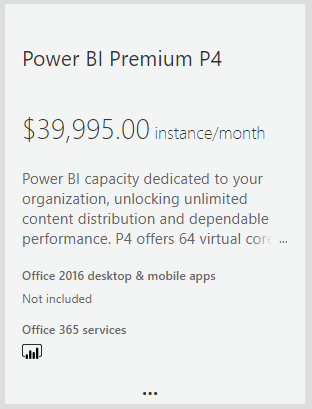 Power BI Premium P4
$39,995.00 instance/month
Power BI capacity dedicated to your
organization, unlocking unlimited
content distribution and dependable
performance. P4 offers 64 virtual core ...
Office 2016 desktop & mobile apps
Not included
Office 365 services